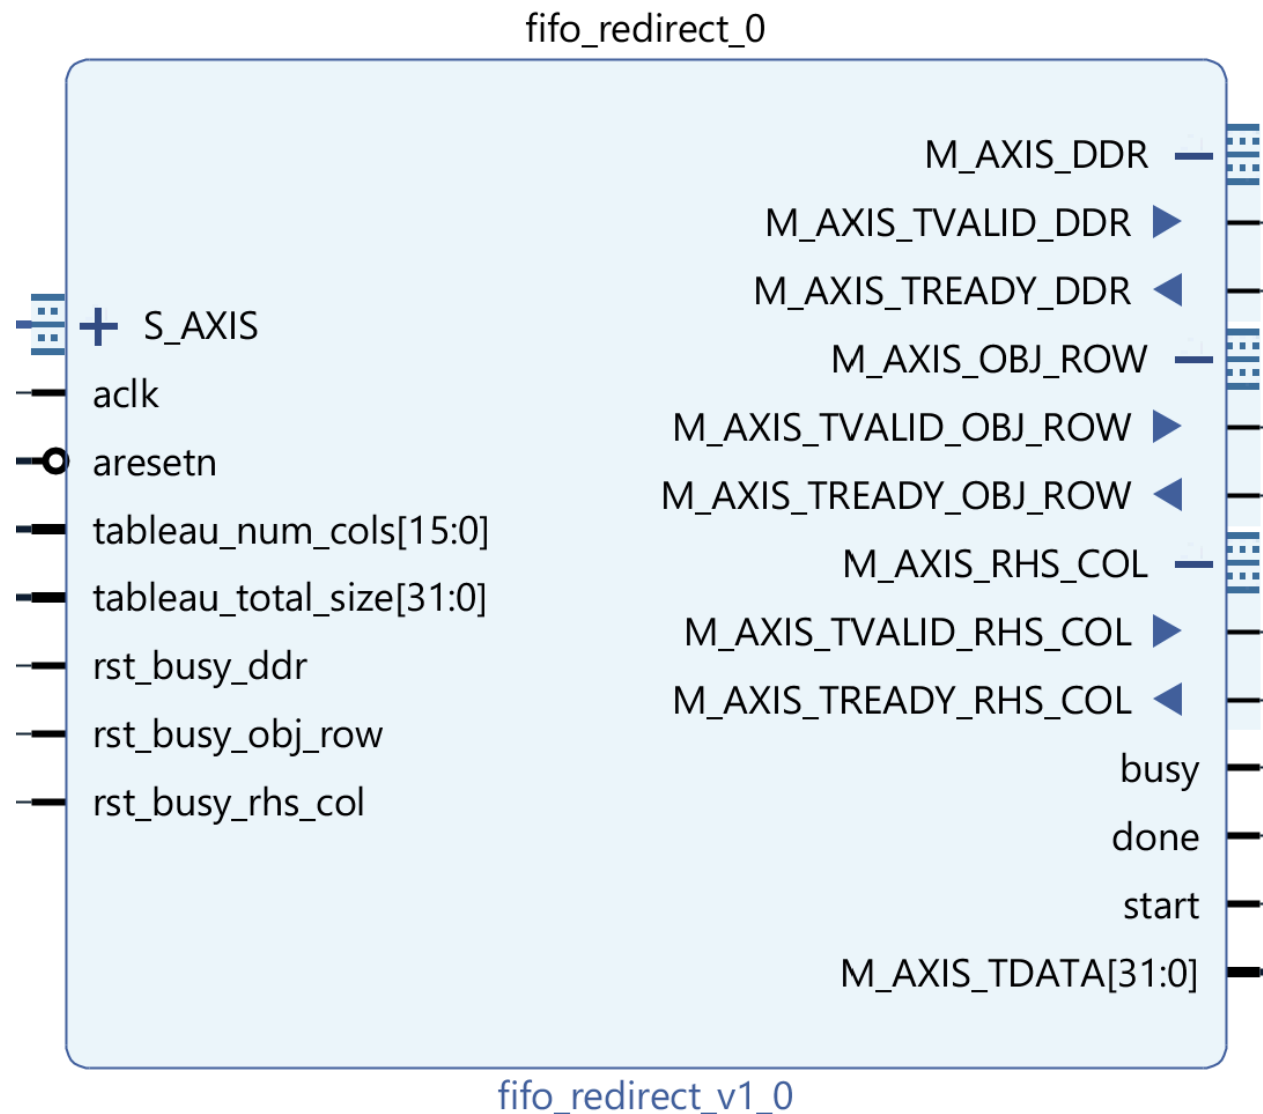 fifo_redirect_0
S_AXIS
aclk
aresetn
tableau_num_cols[15:0]
tableau_total_size[31:0]
rst_busy_ddr
rst_busy_obj_row
rst_busy_rhs_col
M_AXIS_DDR
M_AXIS_TVALID_DDR
M_AXIS_TREADY_DDR
M_AXIS_OBJ_ROW
M_AXIS_TVALID_OBJ_ROW
M_AXIS_TREADY_OBJ_ROW
M_AXIS_RHS_COL
M_AXIS_TVALID_RHS_COL
M_AXIS_TREADY_RHS_COL
busy
done
start
M_AXIS_TDATA[31:0]
fifo_redirect_v1_0